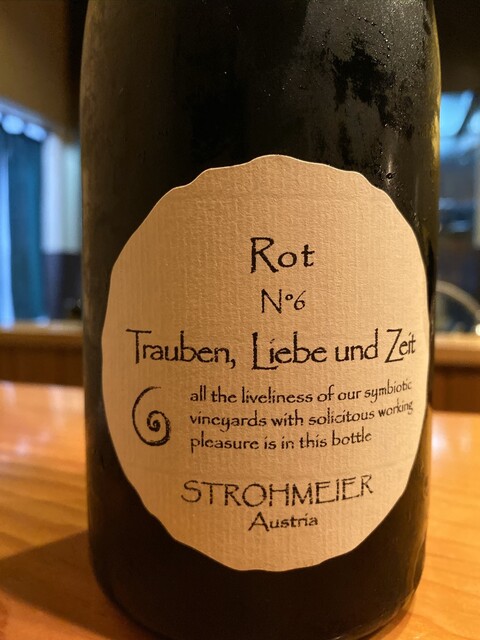 Rot
Nº6
Trauben, Liebe und Zeit
all the liveliness of our symbiotic
vineyards with solicitous working
pleasure is in this bottle
STROHMEIER
Austria